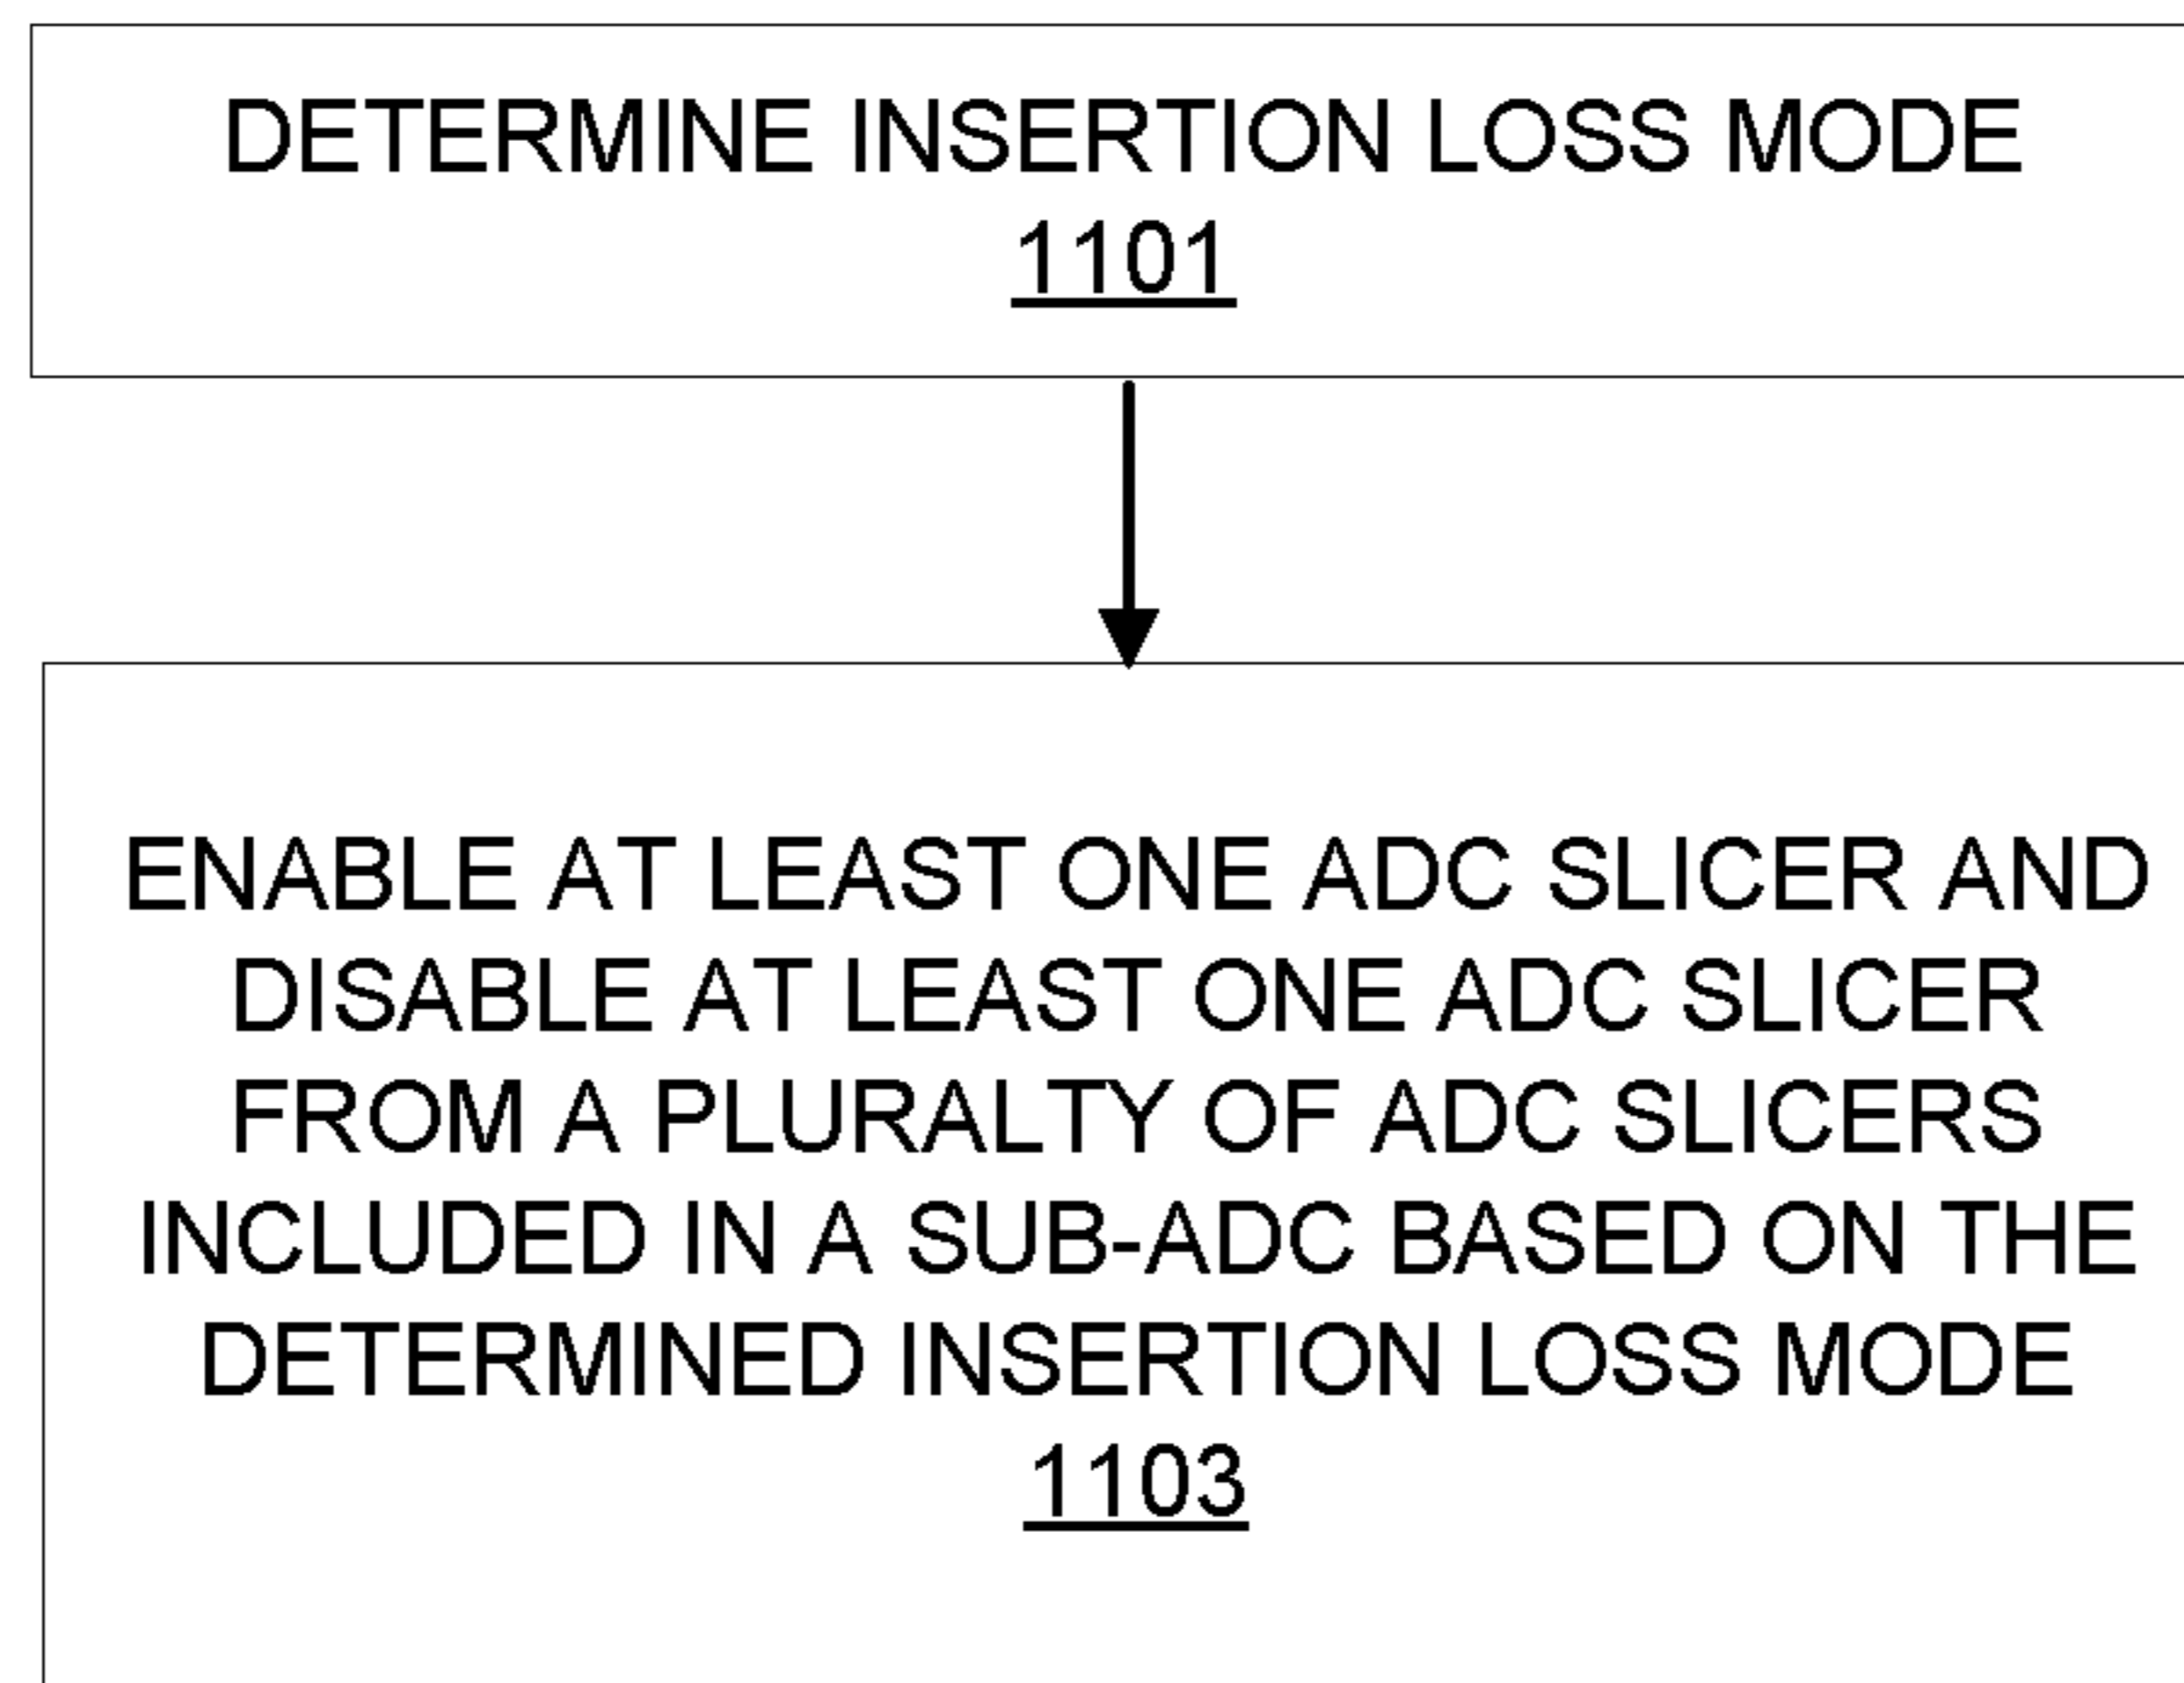 DETERMINE INSERTION LOSS MODE
1101
ENABLE AT LEAST ONE ADC SLICER AND
DISABLE AT LEAST ONE ADC SLICER
FROM A PLURALTY OF ADC SLICERS
INCLUDED IN A SUB-ADC BASED ON THE
DETERMINED INSERTION LOSS MODE
1103